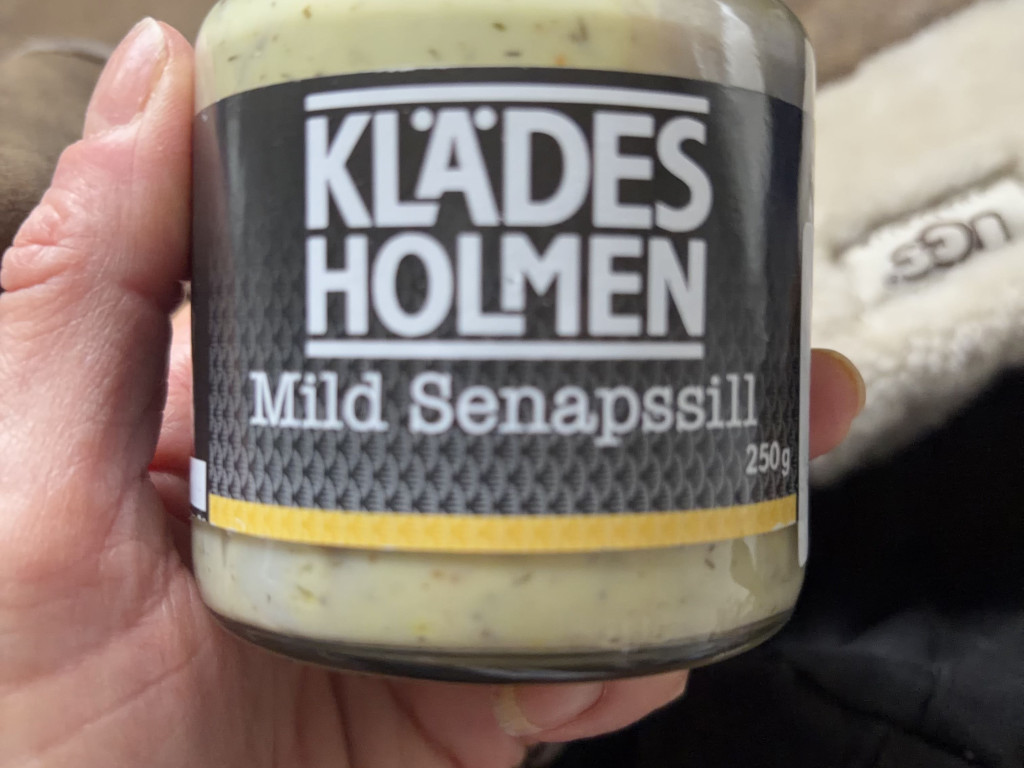 KLÄDES
HOLMEN
Mild Senapssill
250g
UGG